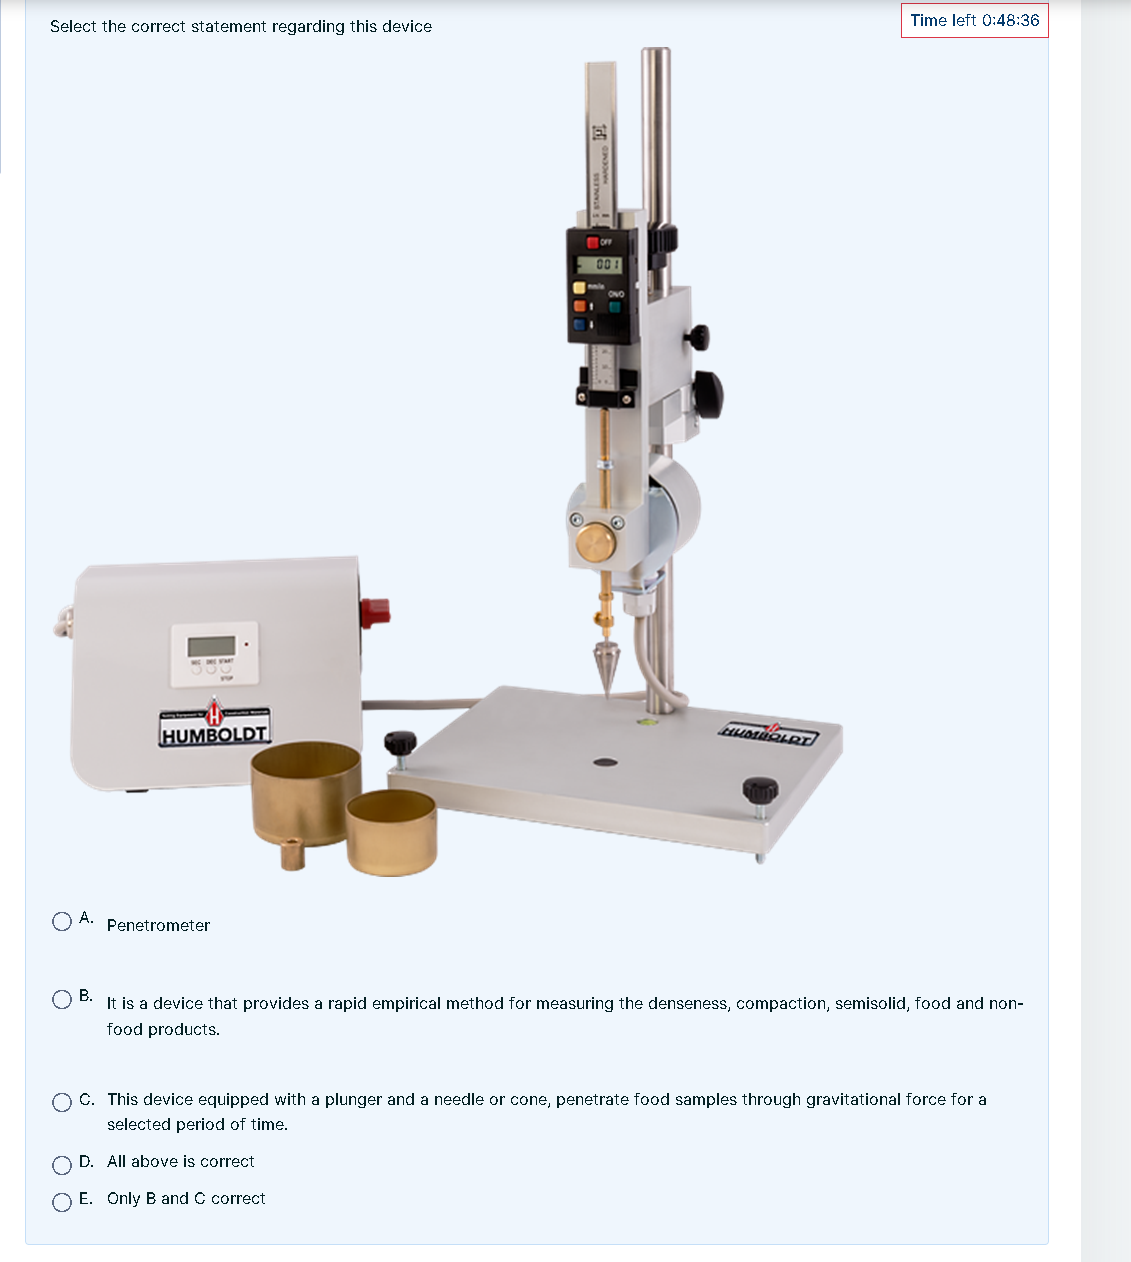 Select the correct statement regarding this device
Time left 0:48:36
STAINLESS
HARDENED
OFF
001
mm/in
ON/0
SEC DEC START
STOP
HUMBOLDT
HUMBOLDT
A. Penetrometer
B. It is a device that provides a rapid empirical method for measuring the denseness, compaction, semisolid, food and non-
food products.
C. This device equipped with a plunger and a needle or cone, penetrate food samples through gravitational force for a
selected period of time.
D. All above is correct
E. Only B and C correct